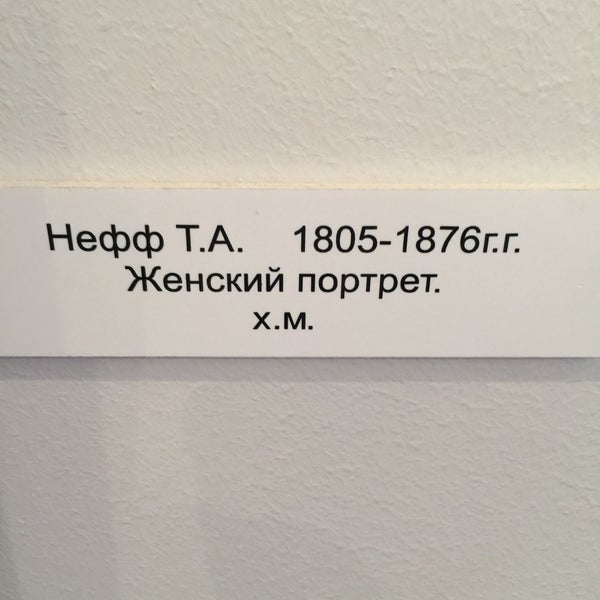 Нефф Т.А. 1805-1876г.г.
Женский портрет.
х.м.